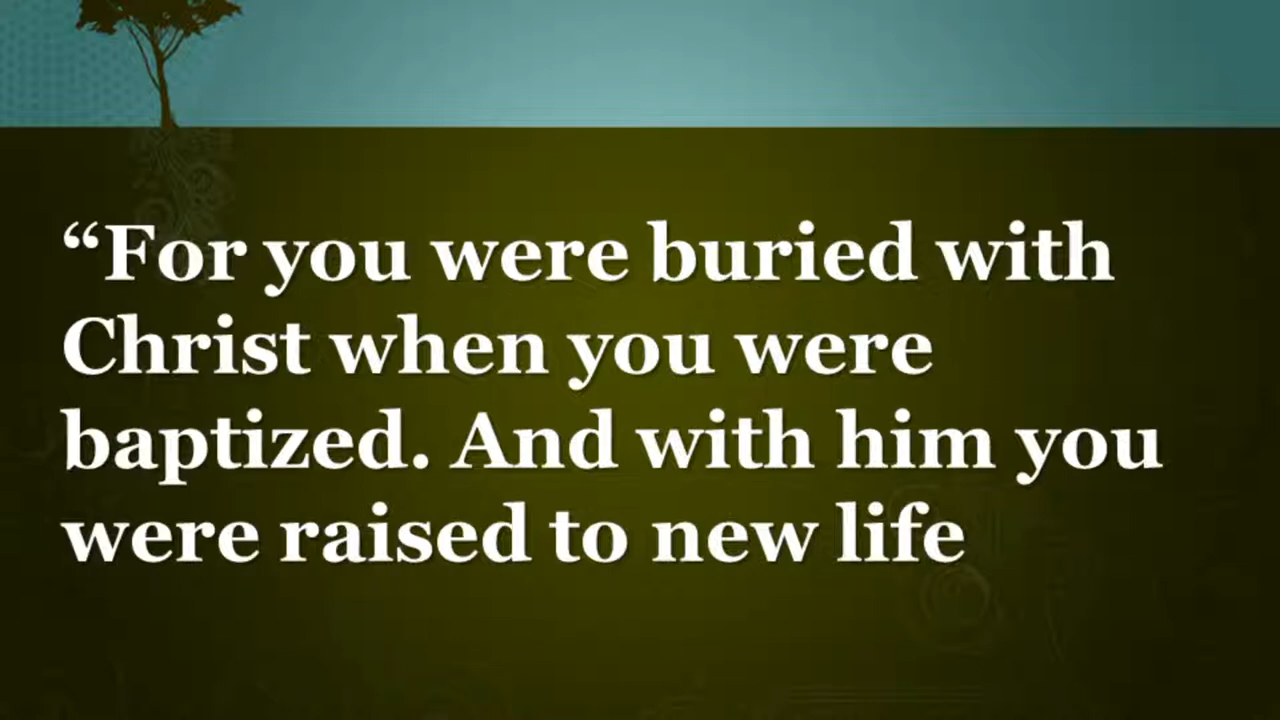 “For you were buried with
Christ when you were
baptized. And with him you
were raised to new life